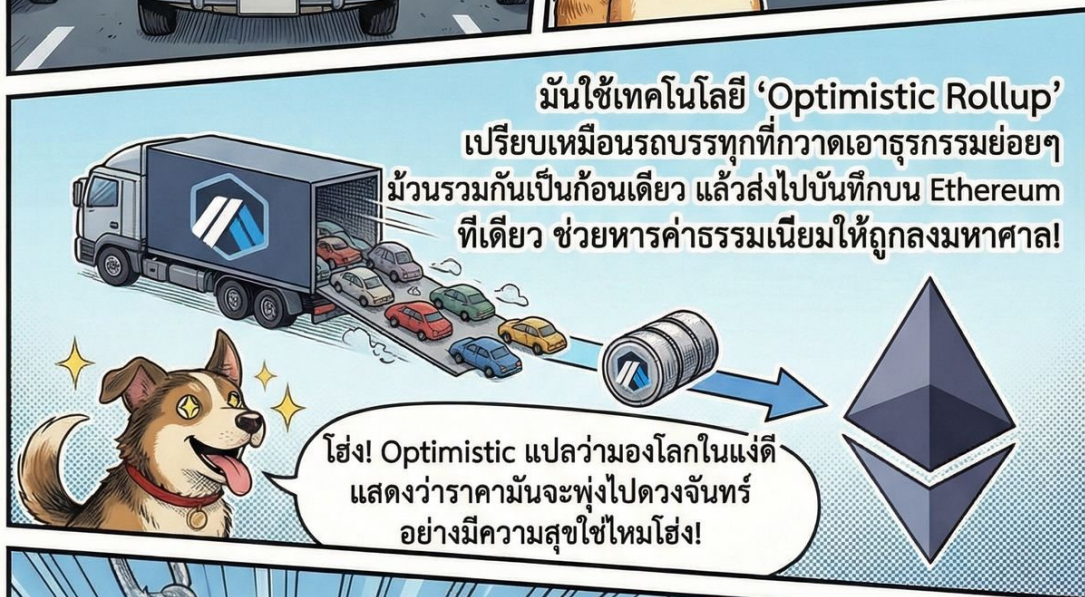 มันใช้เทคโนโลยี ‘Optimistic Rollup’
เปรียบเหมือนรถบรรทุกที่กวาดเอาธุรกรรมย่อยๆ
ม้วนรวมกันเป็นก้อนเดียว แล้วส่งไปบันทึกบน Ethereum
ทีเดียว ช่วยหารค่าธรรมเนียมให้ถูกลงมหาศาล!
โฮ่ง! Optimistic แปลว่ามองโลกในแง่ดี
แสดงว่าราคามันจะพุ่งไปดวงจันทร์
อย่างมีความสุขใช่ไหมโฮ่ง!